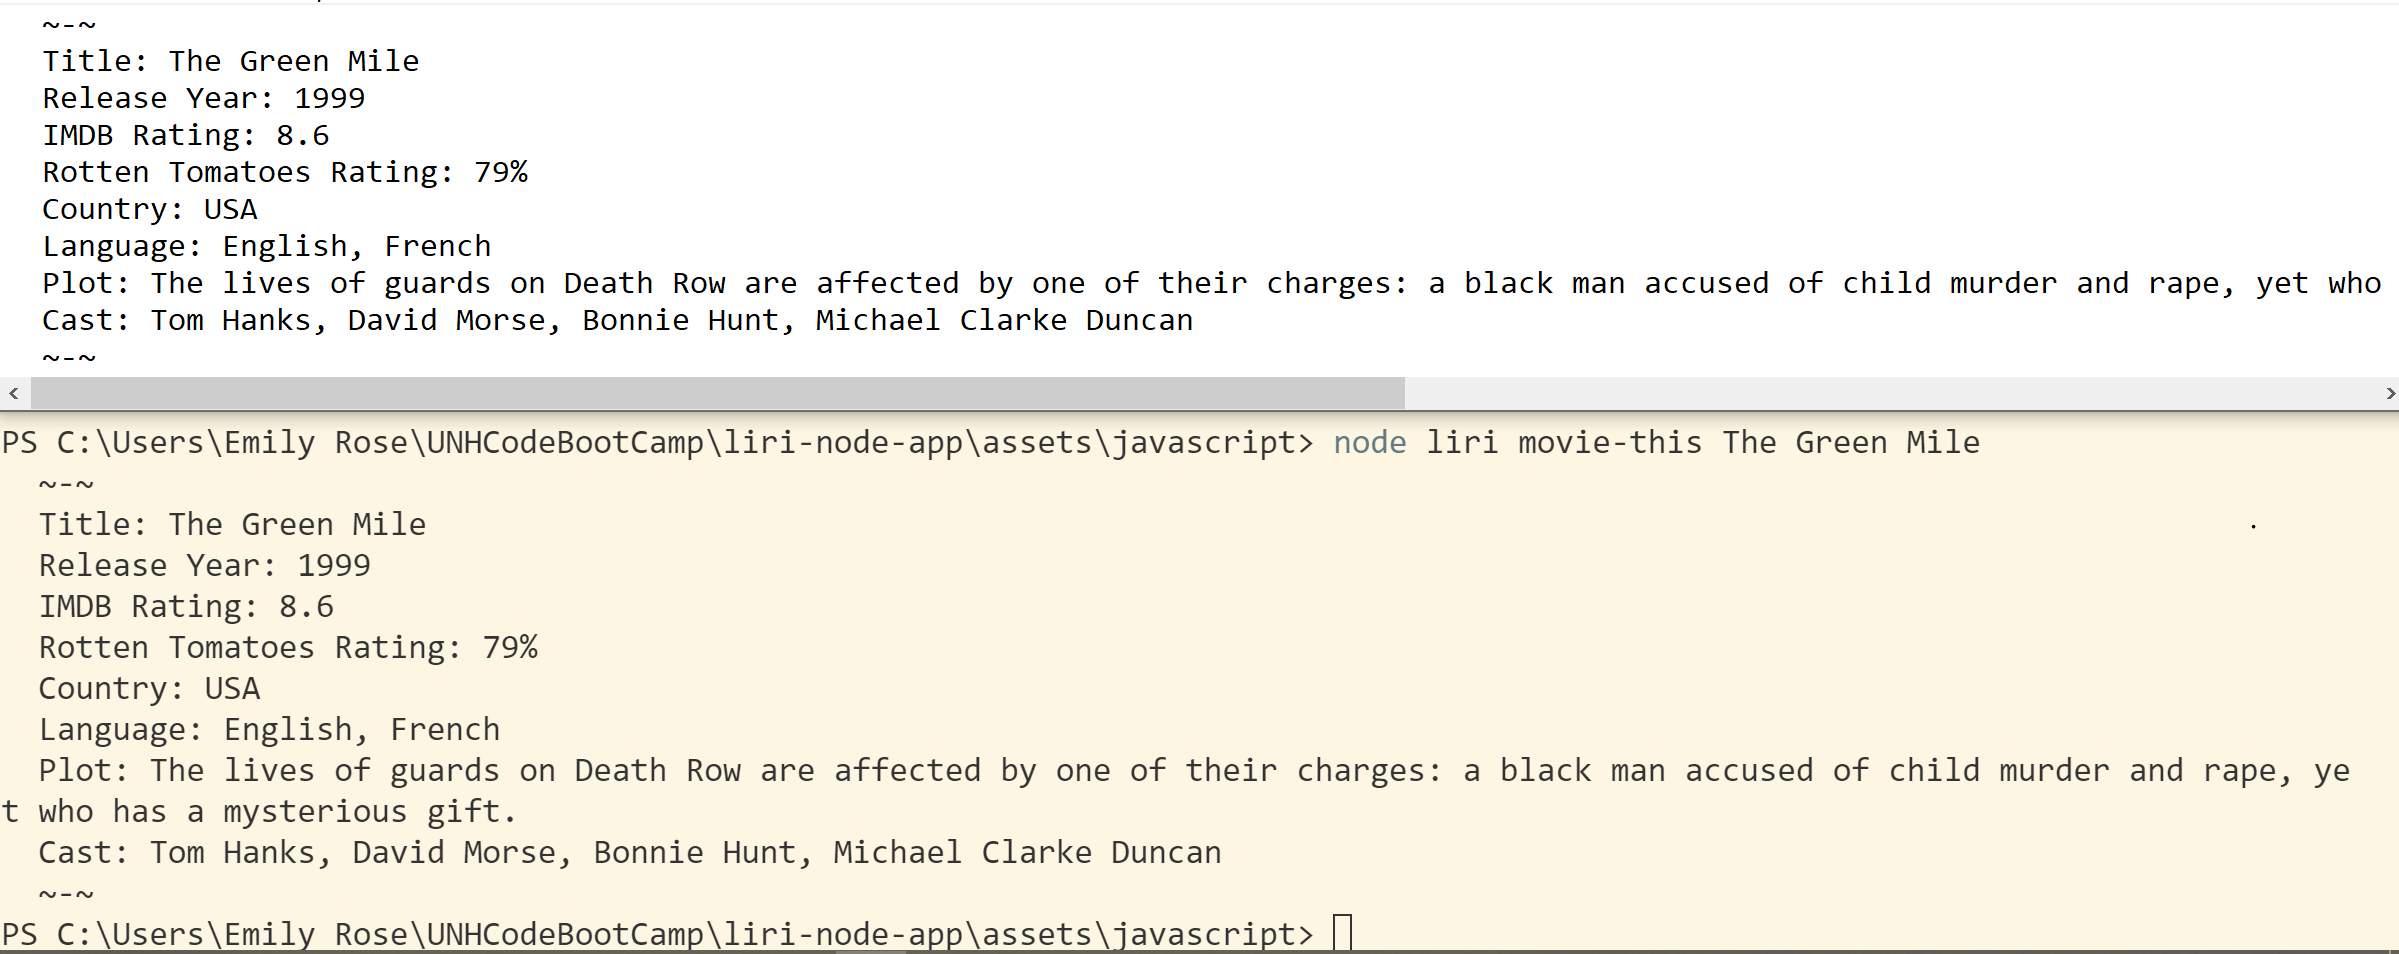 ~-~
Title: The Green Mile
Release Year: 1999
IMDB Rating: 8.6
Rotten Tomatoes Rating: 79%
Country: USA
Language: English, French
Plot: The lives of guards on Death Row are affected by one of their charges: a black man accused of child murder and rape, yet who
Cast: Tom Hanks, David Morse, Bonnie Hunt, Michael Clarke Duncan
~-~
PS C:\Users\Emily Rose\UNHCodeBootCamp\liri-node-app\assets\javascript> node liri movie-this The Green Mile
~-~
Title: The Green Mile
Release Year: 1999
IMDB Rating: 8.6
Rotten Tomatoes Rating: 79%
Country: USA
Language: English, French
Plot: The lives of guards on Death Row are affected by one of their charges: a black man accused of child murder and rape, ye
t who has a mysterious gift.
Cast: Tom Hanks, David Morse, Bonnie Hunt, Michael Clarke Duncan
~-~
PS C:\Users\Emily Rose\UNHCodeBootCamp\liri-node-app\assets\javascript>